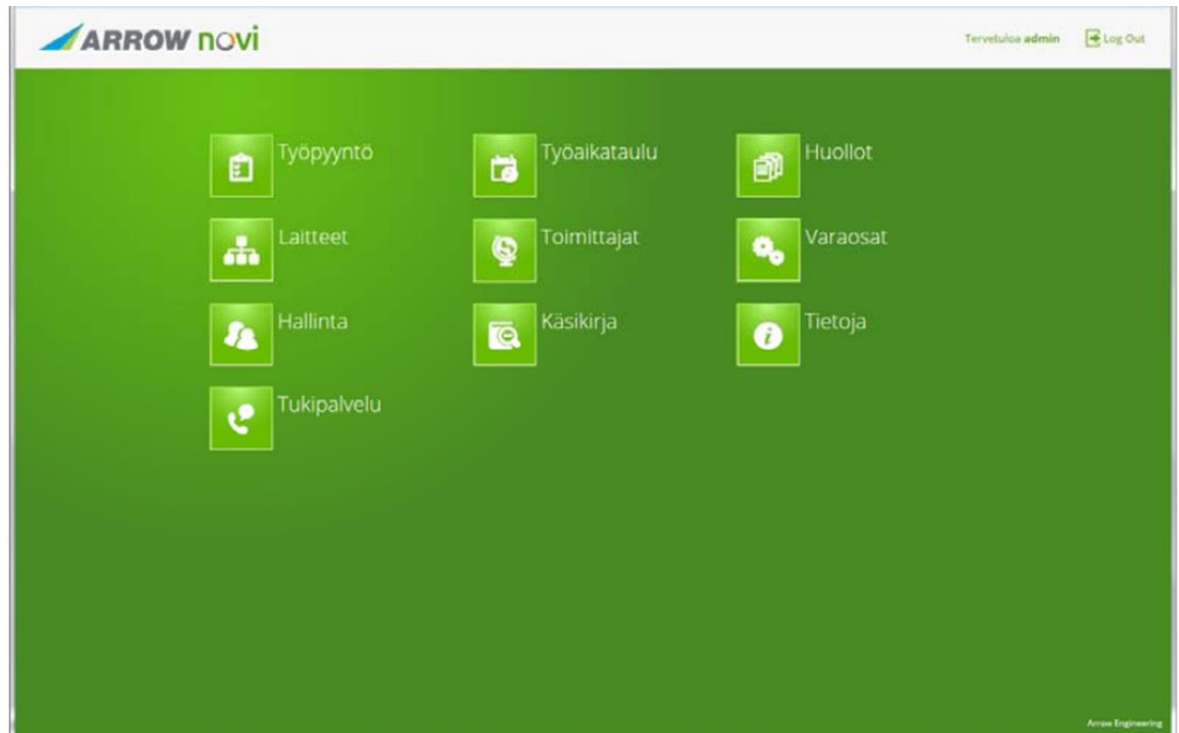 ARROW novi
Tervetuloa admin Log Out
Työpyyntö Työaikataulu Huollot
Laitteet Toimittajat Varaosat
Hallinta Käsikirja Tietoja
Tukipalvelu
Arrow Engineering